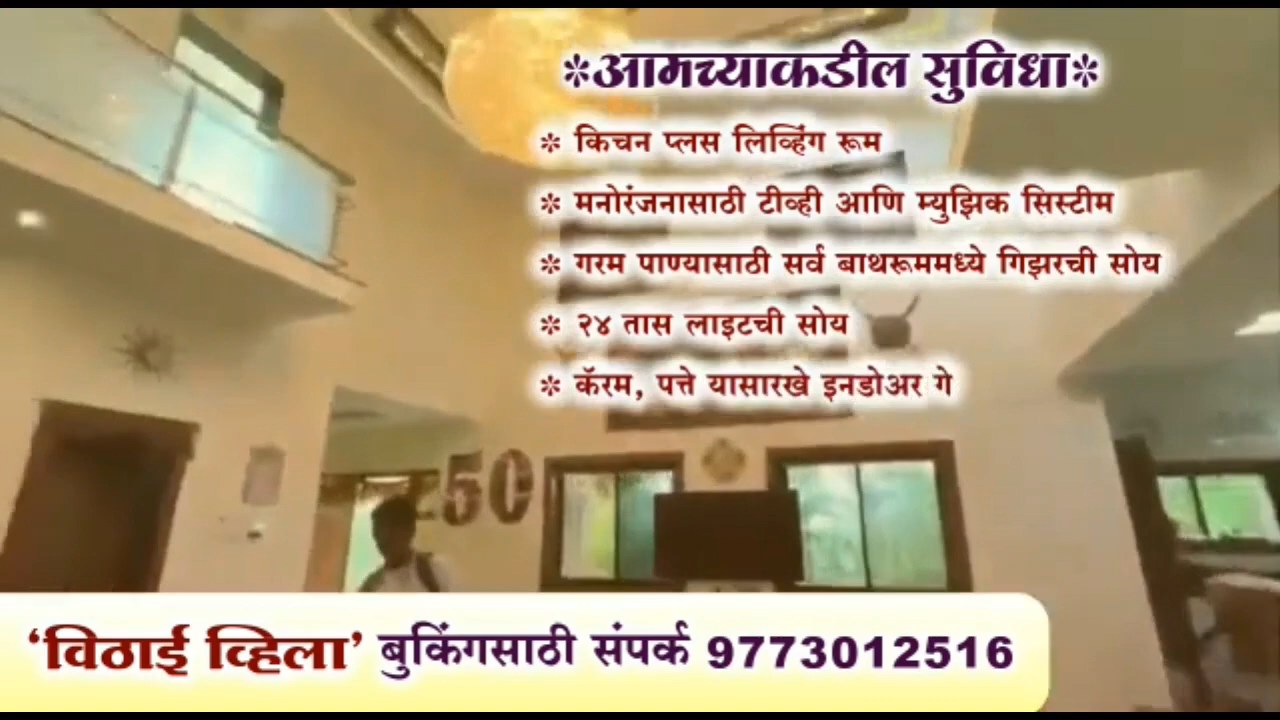 *आमच्याकडील सुविधा*
* किचन प्लस लिव्हिंग रूम
* मनोरंजनासाठी टीव्ही आणि म्युझिक सिस्टीम
* गरम पाण्यासाठी सर्व बाथरूममध्ये गिझरची सोय
* २४ तास लाइटची सोय
* कॅरम, पत्ते यासारखे इनडोअर गे
50
‘विठाई व्हिला’ बुकिंगसाठी संपर्क 9773012516